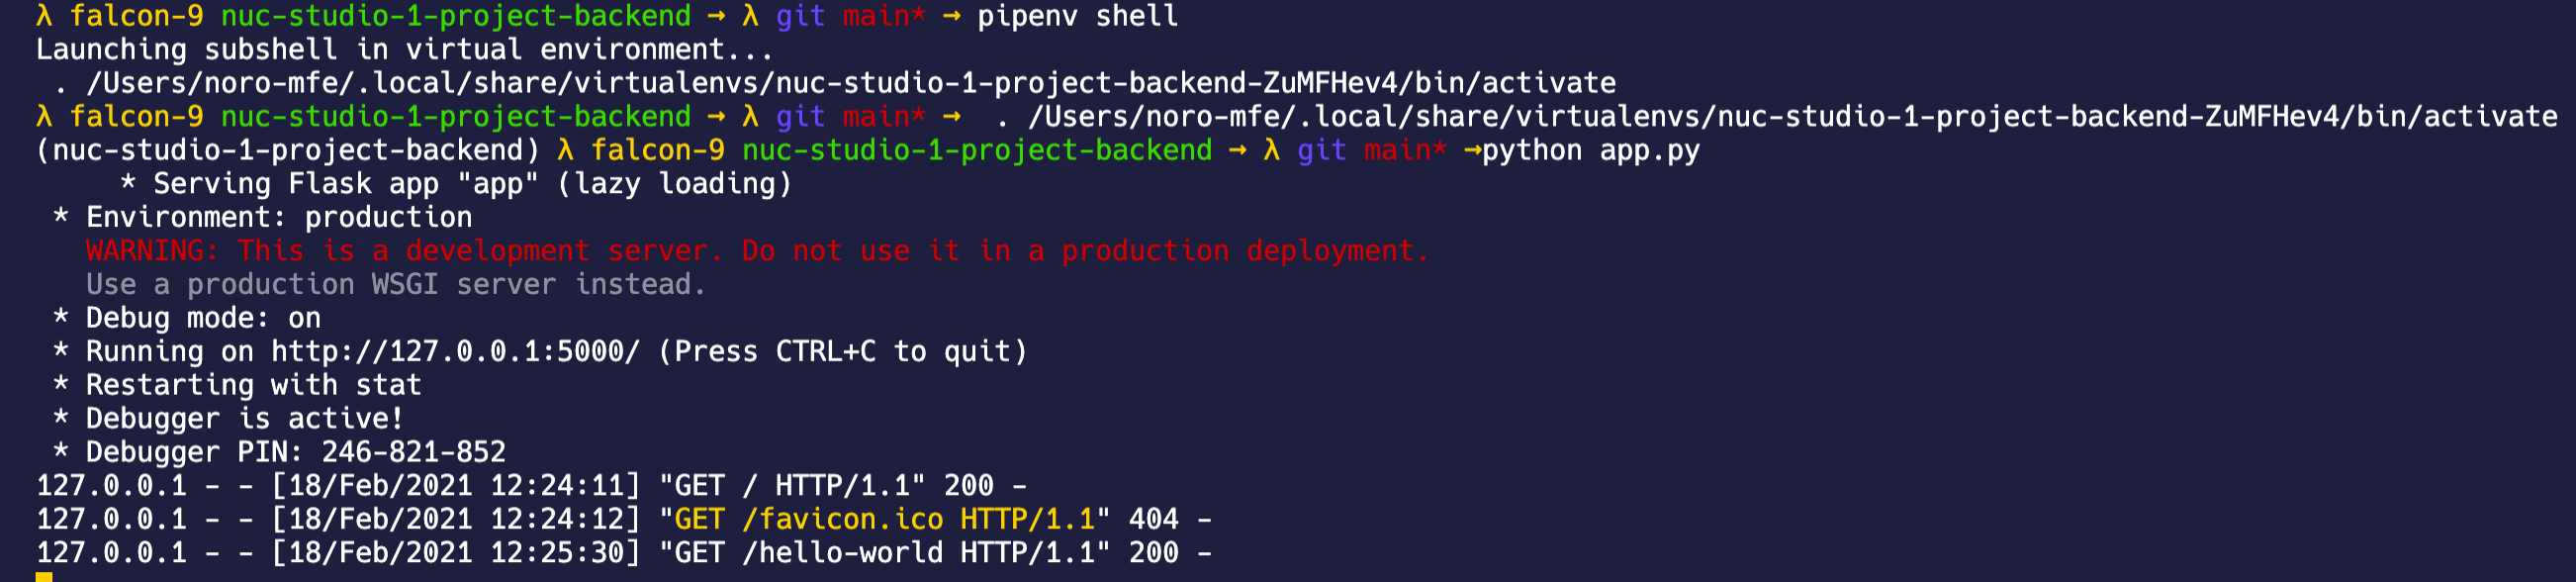 λ falcon-9 nuc-studio-1-project-backend → λ git main* → pipenv shell
Launching subshell in virtual environment...
 . /Users/noro-mfe/.local/share/virtualenvs/nuc-studio-1-project-backend-ZuMFHev4/bin/activate
λ falcon-9 nuc-studio-1-project-backend → λ git main* →  . /Users/noro-mfe/.local/share/virtualenvs/nuc-studio-1-project-backend-ZuMFHev4/bin/activate
(nuc-studio-1-project-backend) λ falcon-9 nuc-studio-1-project-backend → λ git main* →python app.py
     * Serving Flask app "app" (lazy loading)
 * Environment: production
   WARNING: This is a development server. Do not use it in a production deployment.
   Use a production WSGI server instead.
 * Debug mode: on
 * Running on http://127.0.0.1:5000/ (Press CTRL+C to quit)
 * Restarting with stat
 * Debugger is active!
 * Debugger PIN: 246-821-852
127.0.0.1 - - [18/Feb/2021 12:24:11] "GET / HTTP/1.1" 200 -
127.0.0.1 - - [18/Feb/2021 12:24:12] "GET /favicon.ico HTTP/1.1" 404 -
127.0.0.1 - - [18/Feb/2021 12:25:30] "GET /hello-world HTTP/1.1" 200 -